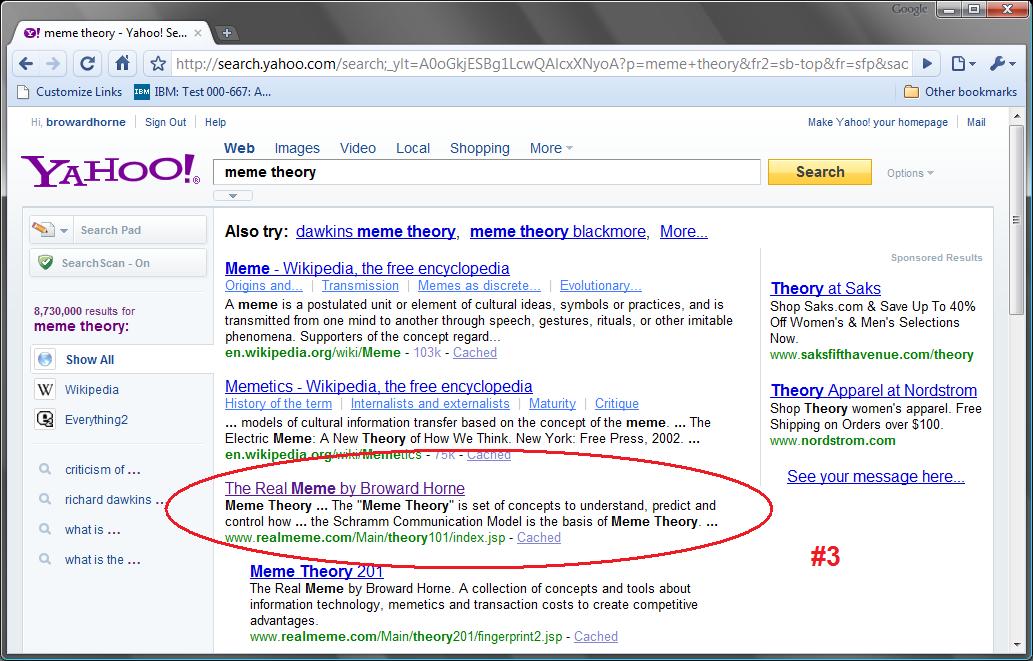 Google
Y! meme theory - Yahoo! Se...
http://search.yahoo.com/search;_ylt=A0oGkjESBg1LcwQAlcxXNyoA?p=meme+theory&fr2=sb-top&fr=sfp&sac
Customize Links IBM IBM: Test 000-667: A... Other bookmarks
Hi, browardhorne Sign Out Help Make Yahoo! your homepage Mail
Web Images Video Local Shopping More
YAHOO!®
meme theory Search Options
Search Pad
SearchScan - On
8,730,000 results for
meme theory:
Show All
W Wikipedia
Everything2
criticism of ...
richard dawkins ...
what is ...
what is the ...
Also try: dawkins meme theory, meme theory blackmore, More...
Meme - Wikipedia, the free encyclopedia
Origins and... | Transmission | Memes as discrete... | Evolutionary...
A meme is a postulated unit or element of cultural ideas, symbols or practices, and is
transmitted from one mind to another through speech, gestures, rituals, or other imitable
phenomena. Supporters of the concept regard...
en.wikipedia.org/wiki/Meme - 103k - Cached
Memetics - Wikipedia, the free encyclopedia
History of the term | Internalists and externalists | Maturity | Critique
... models of cultural information transfer based on the concept of the meme. ... The
Electric Meme: A New Theory of How We Think. New York: Free Press, 2002. ...
en.wikipedia.org/wiki/Memetics - 75k - Cached
The Real Meme by Broward Horne
Meme Theory ... The "Meme Theory" is set of concepts to understand, predict and
control how ... the Schramm Communication Model is the basis of Meme Theory. ...
www.realmeme.com/Main/theory101/index.jsp - Cached
#3
Meme Theory 201
The Real Meme by Broward Horne. A collection of concepts and tools about
information technology, memetics and transaction costs to create competitive
advantages.
www.realmeme.com/Main/theory201/fingerprint2.jsp - Cached
Sponsored Results
Theory at Saks
Shop Saks.com & Save Up To 40%
Off Women's & Men's Selections
Now.
www.saksfifthavenue.com/theory
Theory Apparel at Nordstrom
Shop Theory women's apparel. Free
Shipping on Orders over $100.
www.nordstrom.com
See your message here...